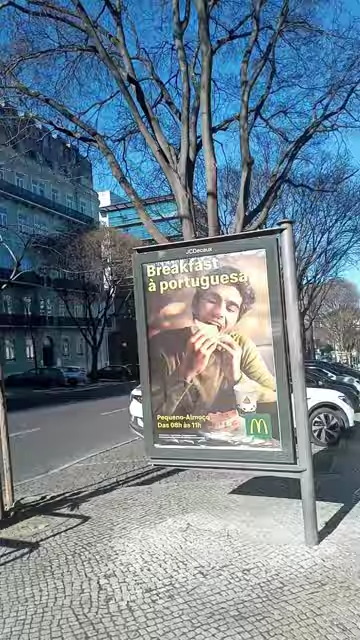 JCDecaux
Breakfast
à portuguesa
Pequeno-Almoço
Das 08h às 11h